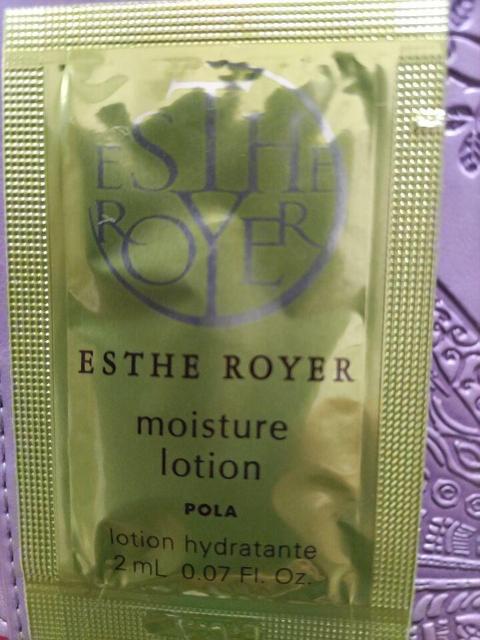 ESTHE
ROYER
ESTHE ROYER
moisture
lotion
POLA
lotion hydratante
2 mL 0.07 Fl. Oz.